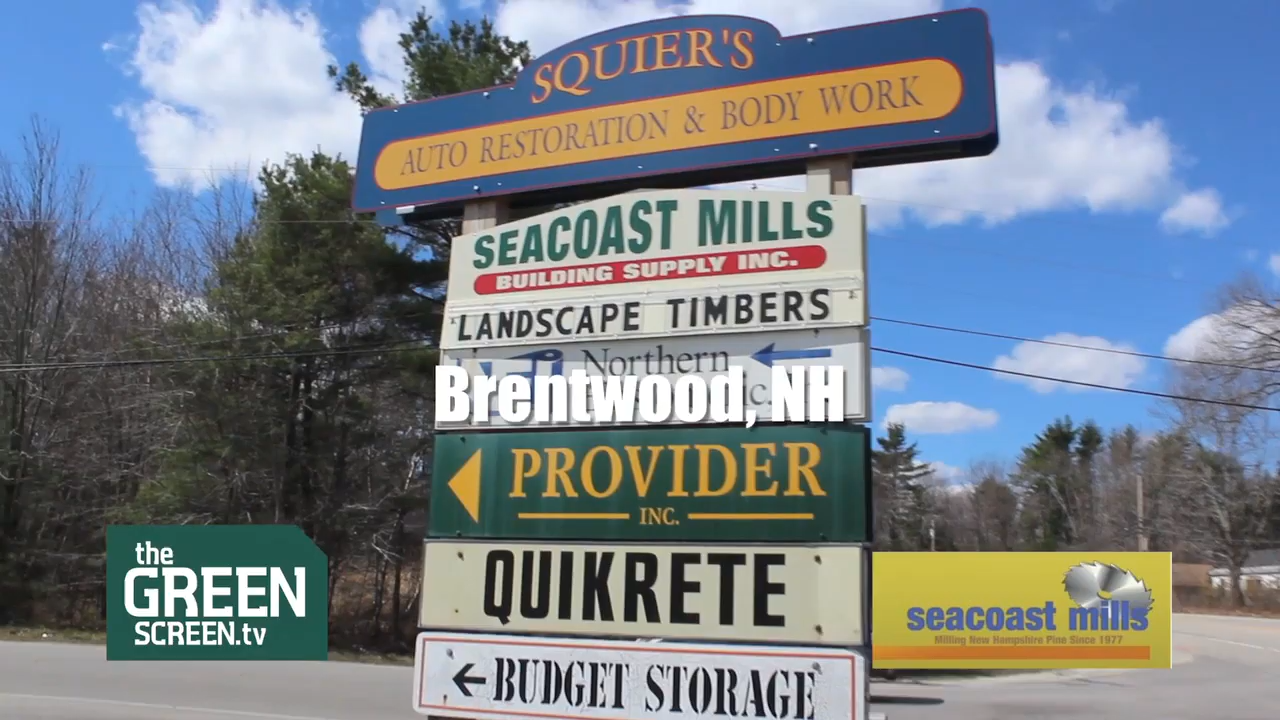 SQUIER'S
AUTO RESTORATION & BODY WORK
SEACOAST MILLS
BUILDING SUPPLY INC.
LANDSCAPE TIMBERS
Northern
Brentwood, NH
PROVIDER
INC.
QUIKRETE
BUDGET STORAGE
the
GREEN
SCREEN.tv
seacoast mills
Milling New Hampshire Pine Since 1977